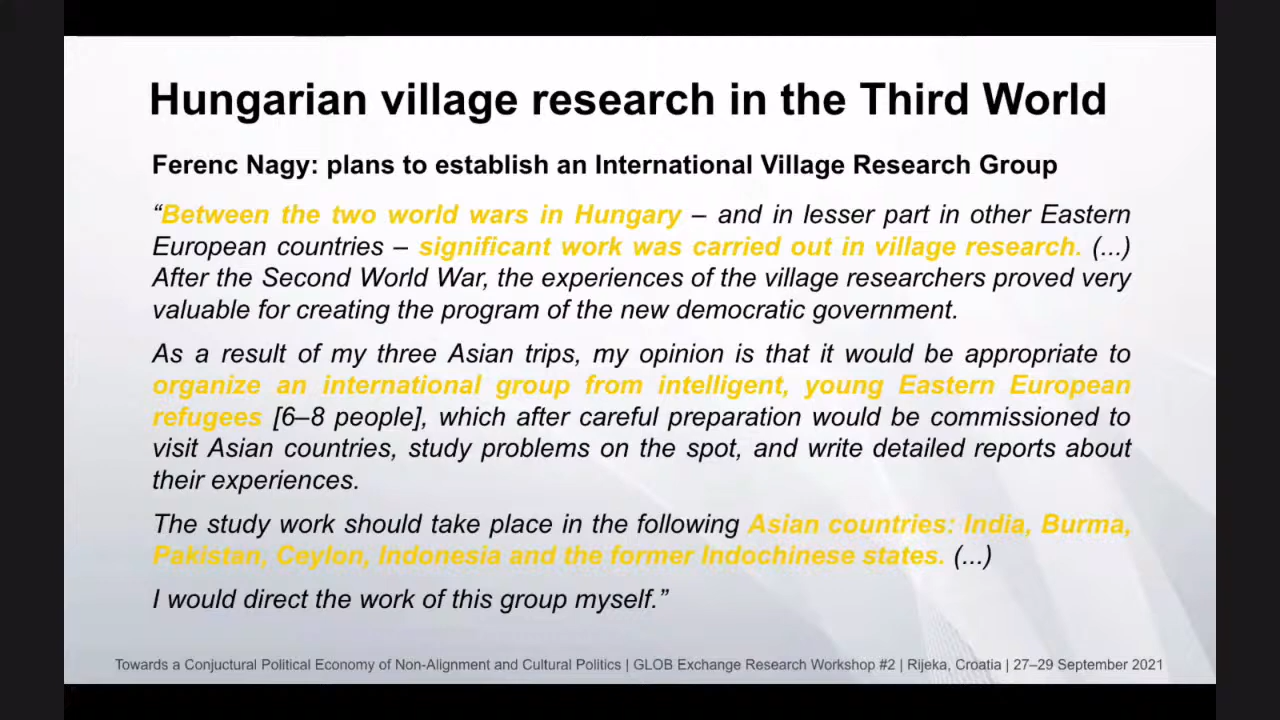 Hungarian village research in the Third World
Ferenc Nagy: plans to establish an International Village Research Group
“Between the two world wars in Hungary – and in lesser part in other Eastern
European countries – significant work was carried out in village research. (...)
After the Second World War, the experiences of the village researchers proved very
valuable for creating the program of the new democratic government.
As a result of my three Asian trips, my opinion is that it would be appropriate to
organize an international group from intelligent, young Eastern European
refugees [6–8 people], which after careful preparation would be commissioned to
visit Asian countries, study problems on the spot, and write detailed reports about
their experiences.
The study work should take place in the following Asian countries: India, Burma,
Pakistan, Ceylon, Indonesia and the former Indochinese states. (...)
I would direct the work of this group myself.”
Towards a Conjuctural Political Economy of Non-Alignment and Cultural Politics | GLOB Exchange Research Workshop #2 | Rijeka, Croatia | 27–29 September 2021